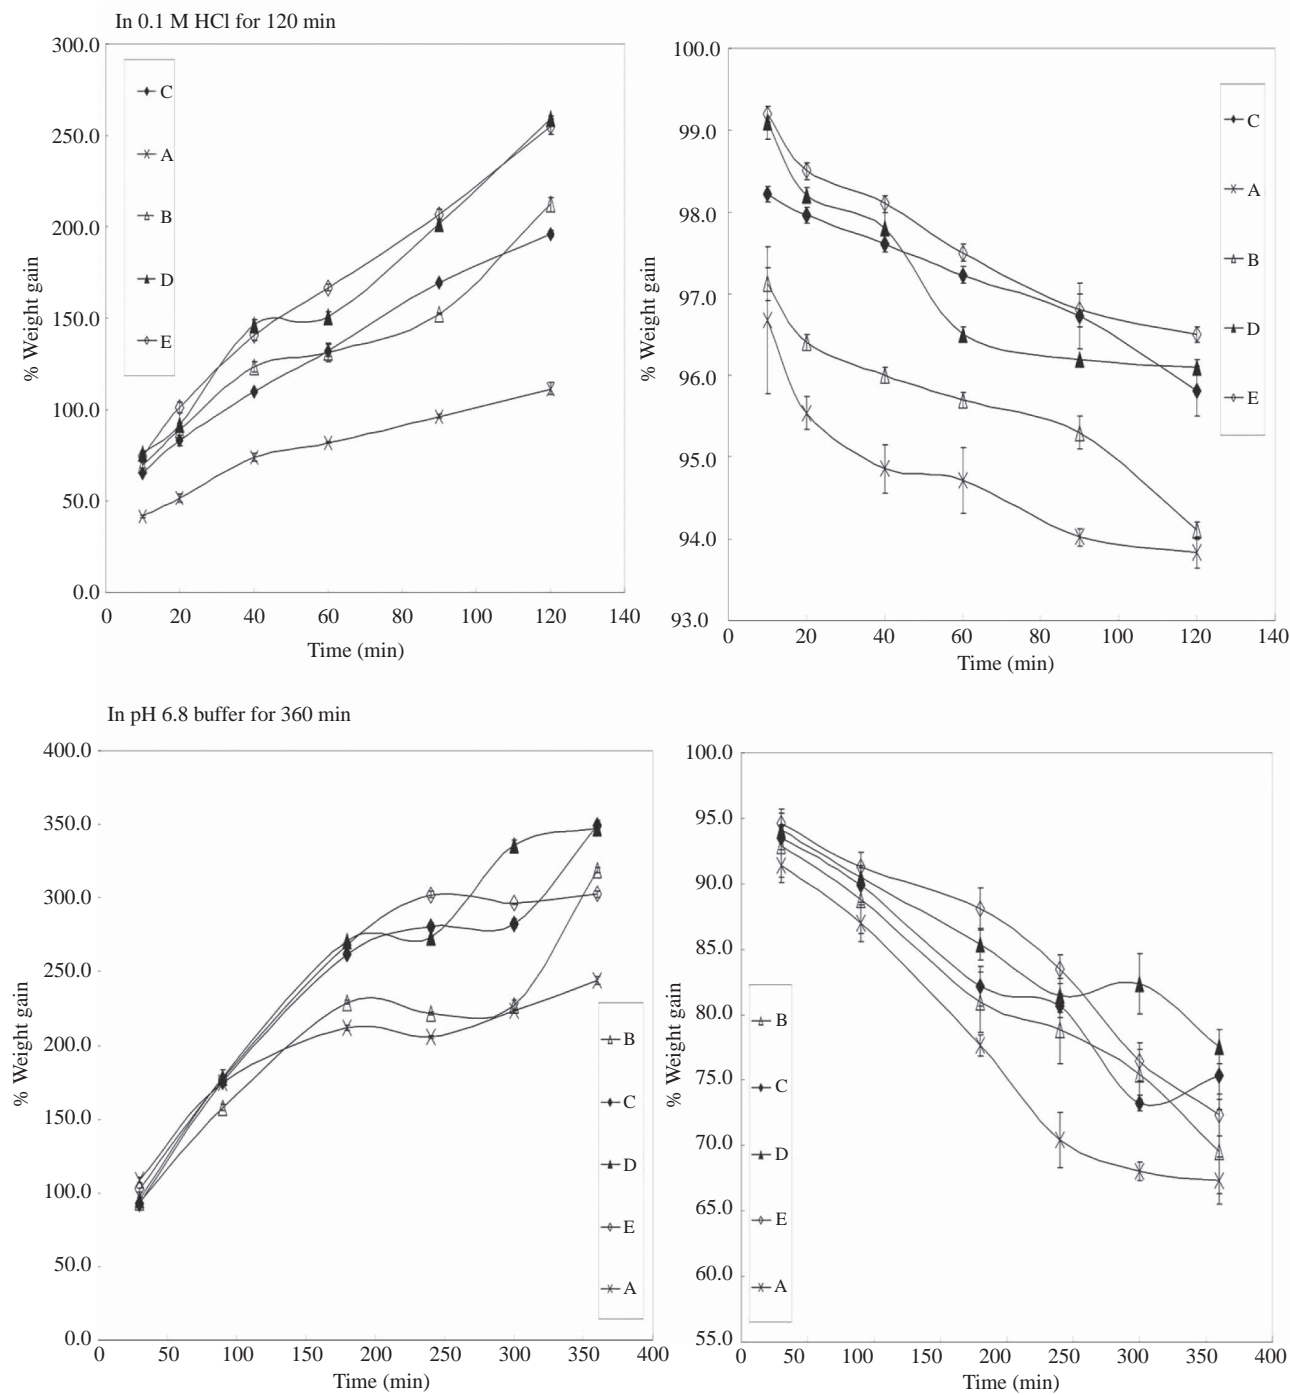 In 0.1 M HCl for 120 min
% Weight gain
300.0
250.0
200.0
150.0
100.0
50.0
0.0
C
A
B
D
E
0 20 40 60 80 100 120 140
Time (min)
% Weight gain
100.0
99.0
98.0
97.0
96.0
95.0
94.0
93.0
C
A
B
D
E
0 20 40 60 80 100 120 140
Time (min)
In pH 6.8 buffer for 360 min
% Weight gain
400.0
350.0
300.0
250.0
200.0
150.0
100.0
50.0
0.0
B
C
D
E
A
0 50 100 150 200 250 300 350 400
Time (min)
% Weight gain
100.0
95.0
90.0
85.0
80.0
75.0
70.0
65.0
60.0
55.0
B
C
D
E
A
0 50 100 150 200 250 300 350 400
Time (min)